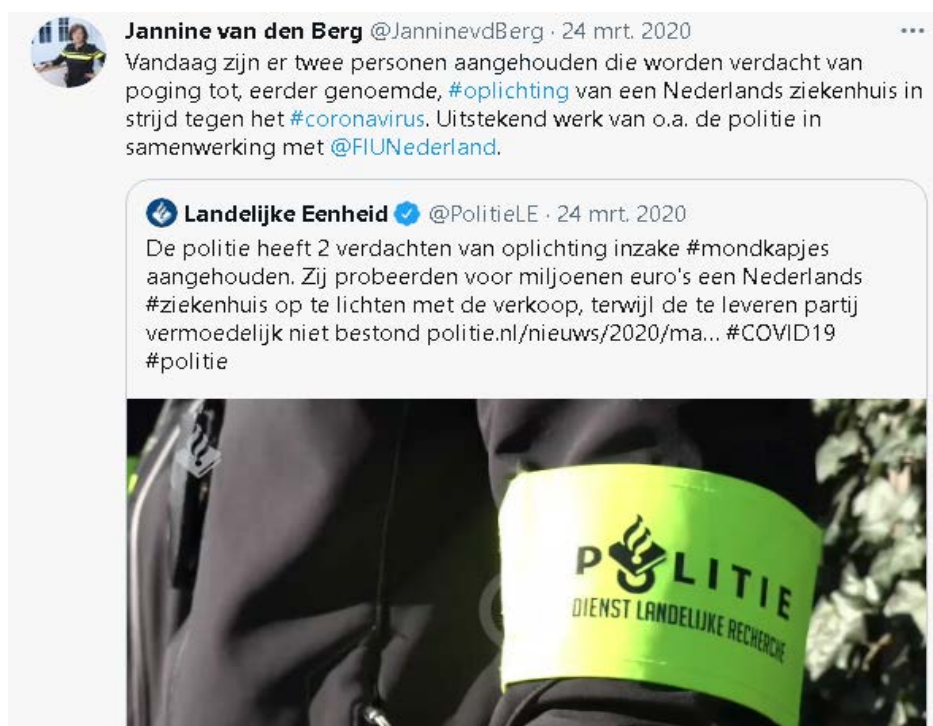 Jannine van den Berg @JanninevdBerg · 24 mrt. 2020
Vandaag zijn er twee personen aangehouden die worden verdacht van
poging tot, eerder genoemde, #oplichting van een Nederlands ziekenhuis in
strijd tegen het #coronavirus. Uitstekend werk van o.a. de politie in
samenwerking met @FIUNederland.
Landelijke Eenheid @PolitieLE · 24 mrt. 2020
De politie heeft 2 verdachten van oplichting inzake #mondkapjes
aangehouden. Zij probeerden voor miljoenen euro's een Nederlands
#ziekenhuis op te lichten met de verkoop, terwijl de te leveren partij
vermoedelijk niet bestond politie.nl/nieuws/2020/ma... #COVID19
#politie
POLITIE
DIENST LANDELIJKE RECHERCHE